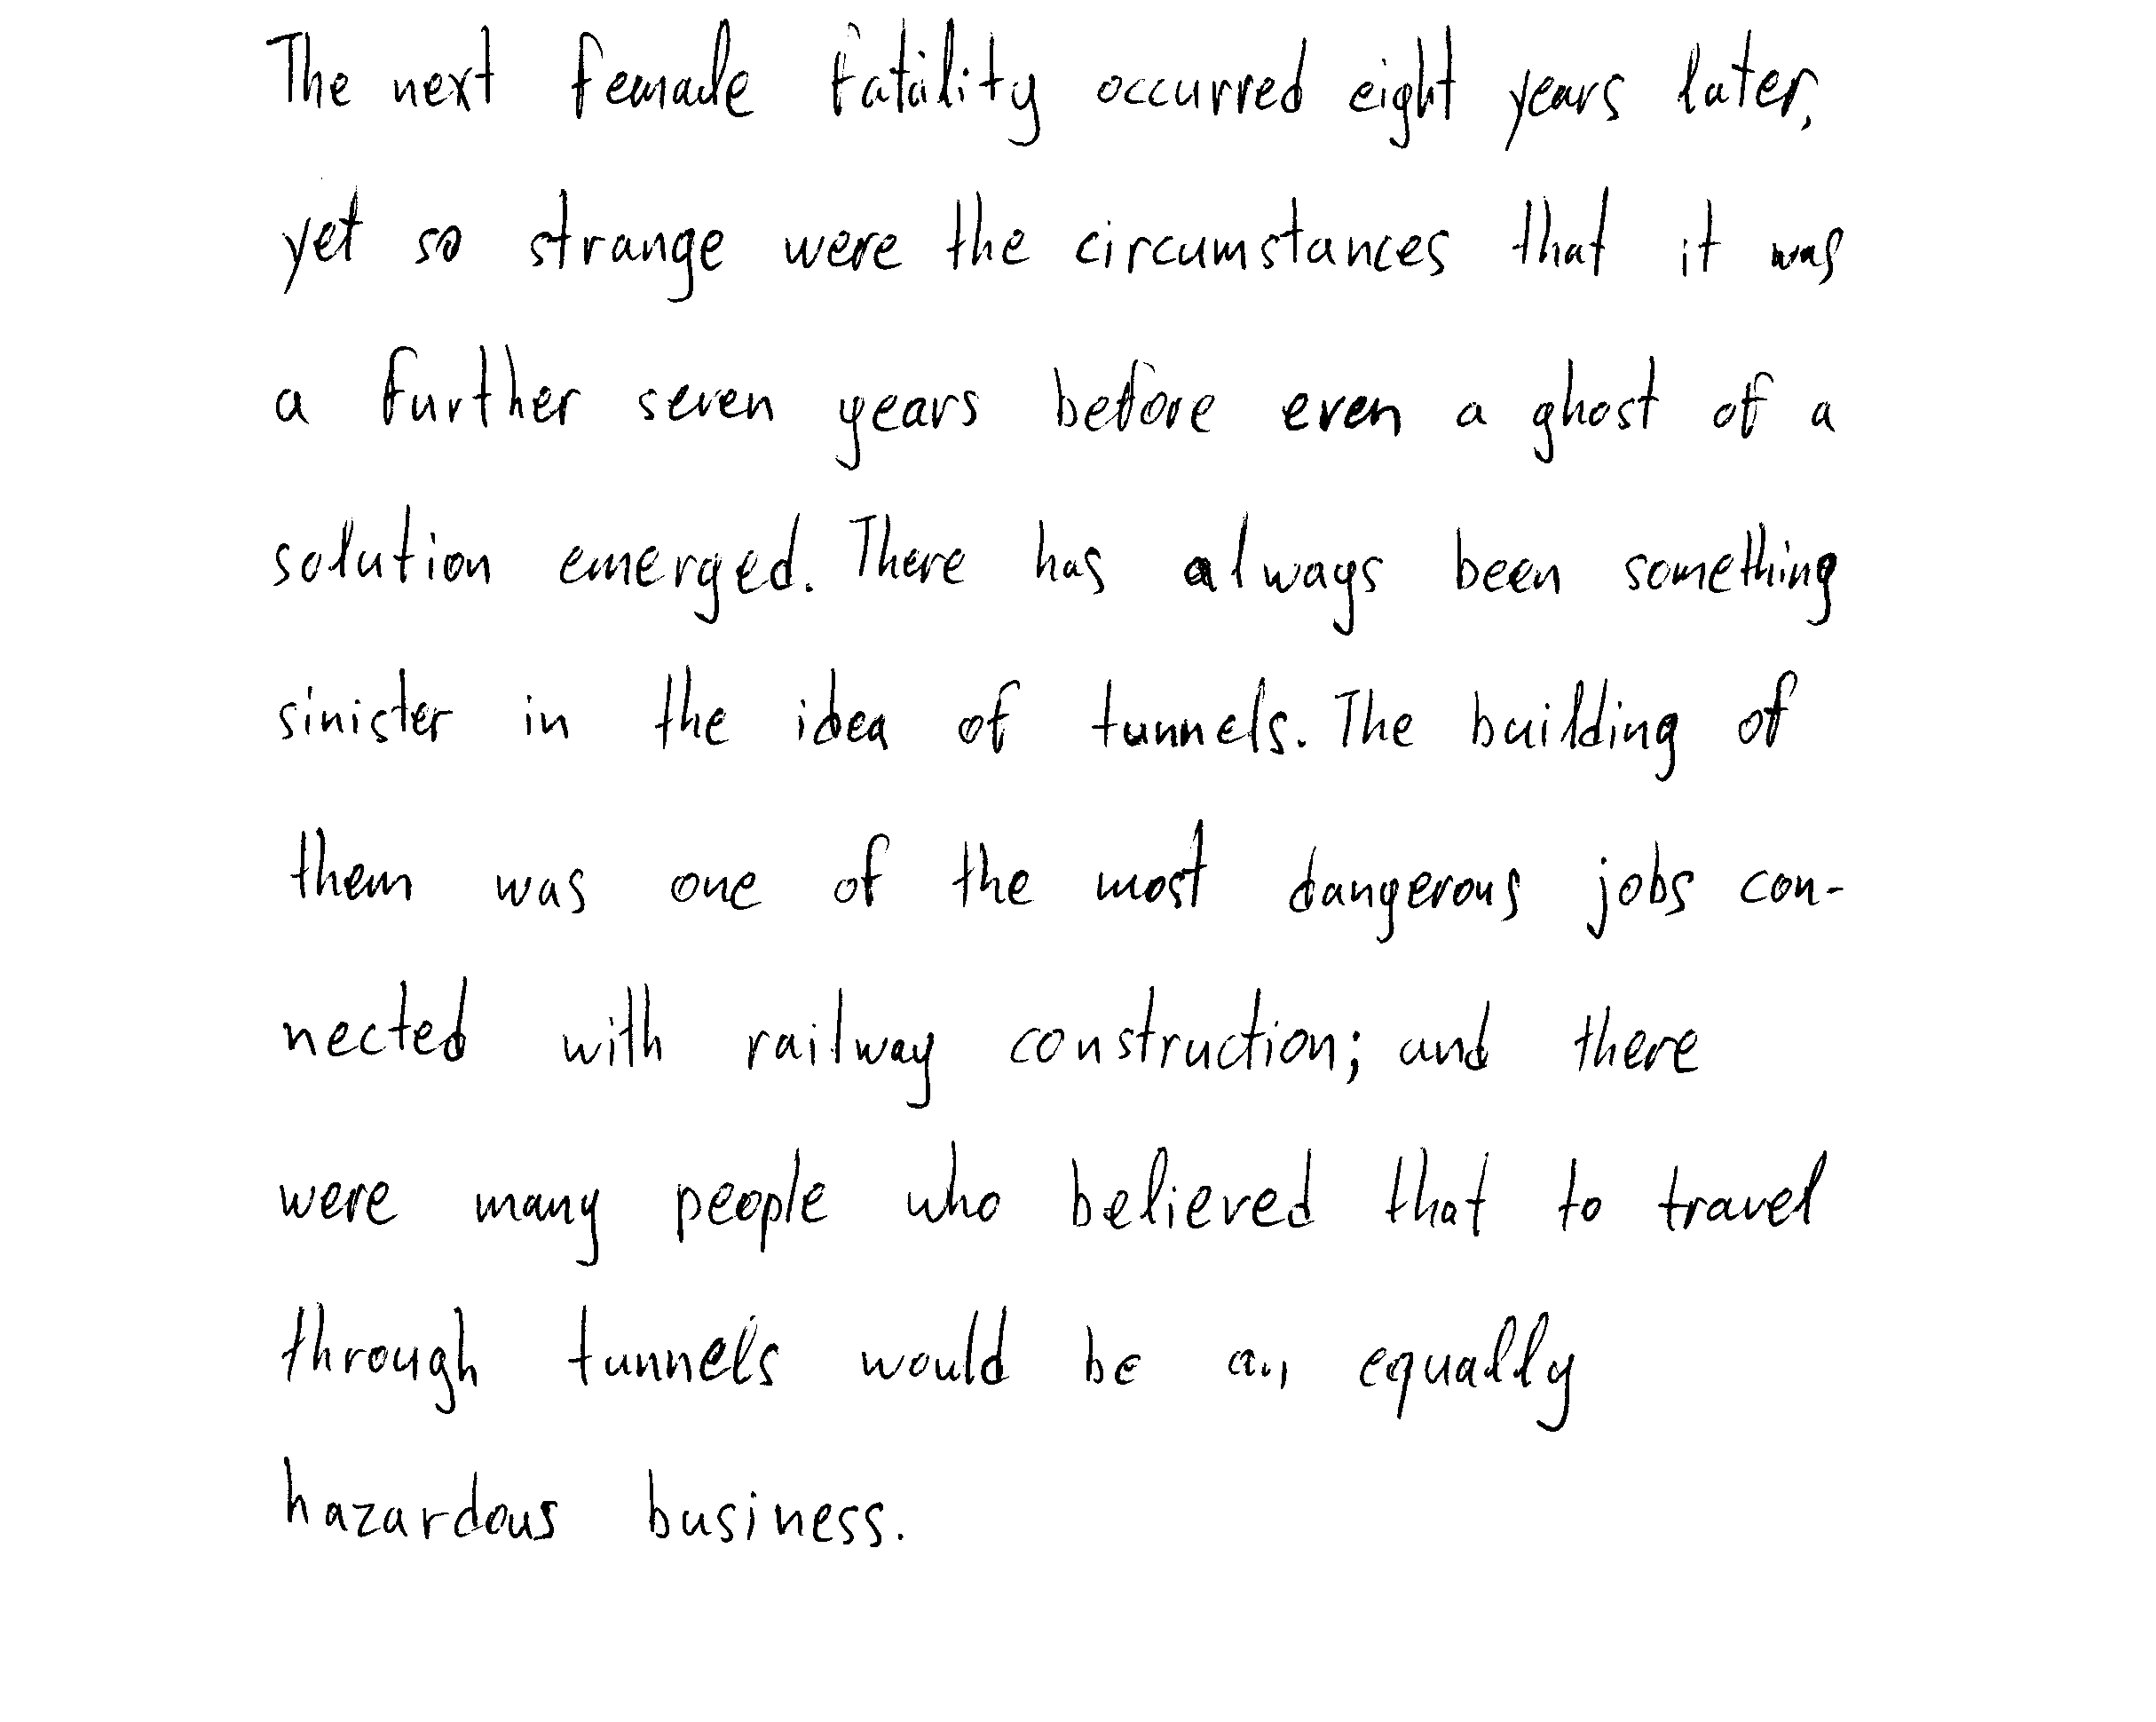 The next female fatality occurred eight years later,
yet so strange were the circumstances that it was
a further seven years before even a ghost of a
solution emerged. There has always been something
sinister in the idea of tunnels. The building of
them was one of the most dangerous jobs con-
nected with railway construction; and there
were many people who believed that to travel
through tunnels would be an equally
hazardous business.